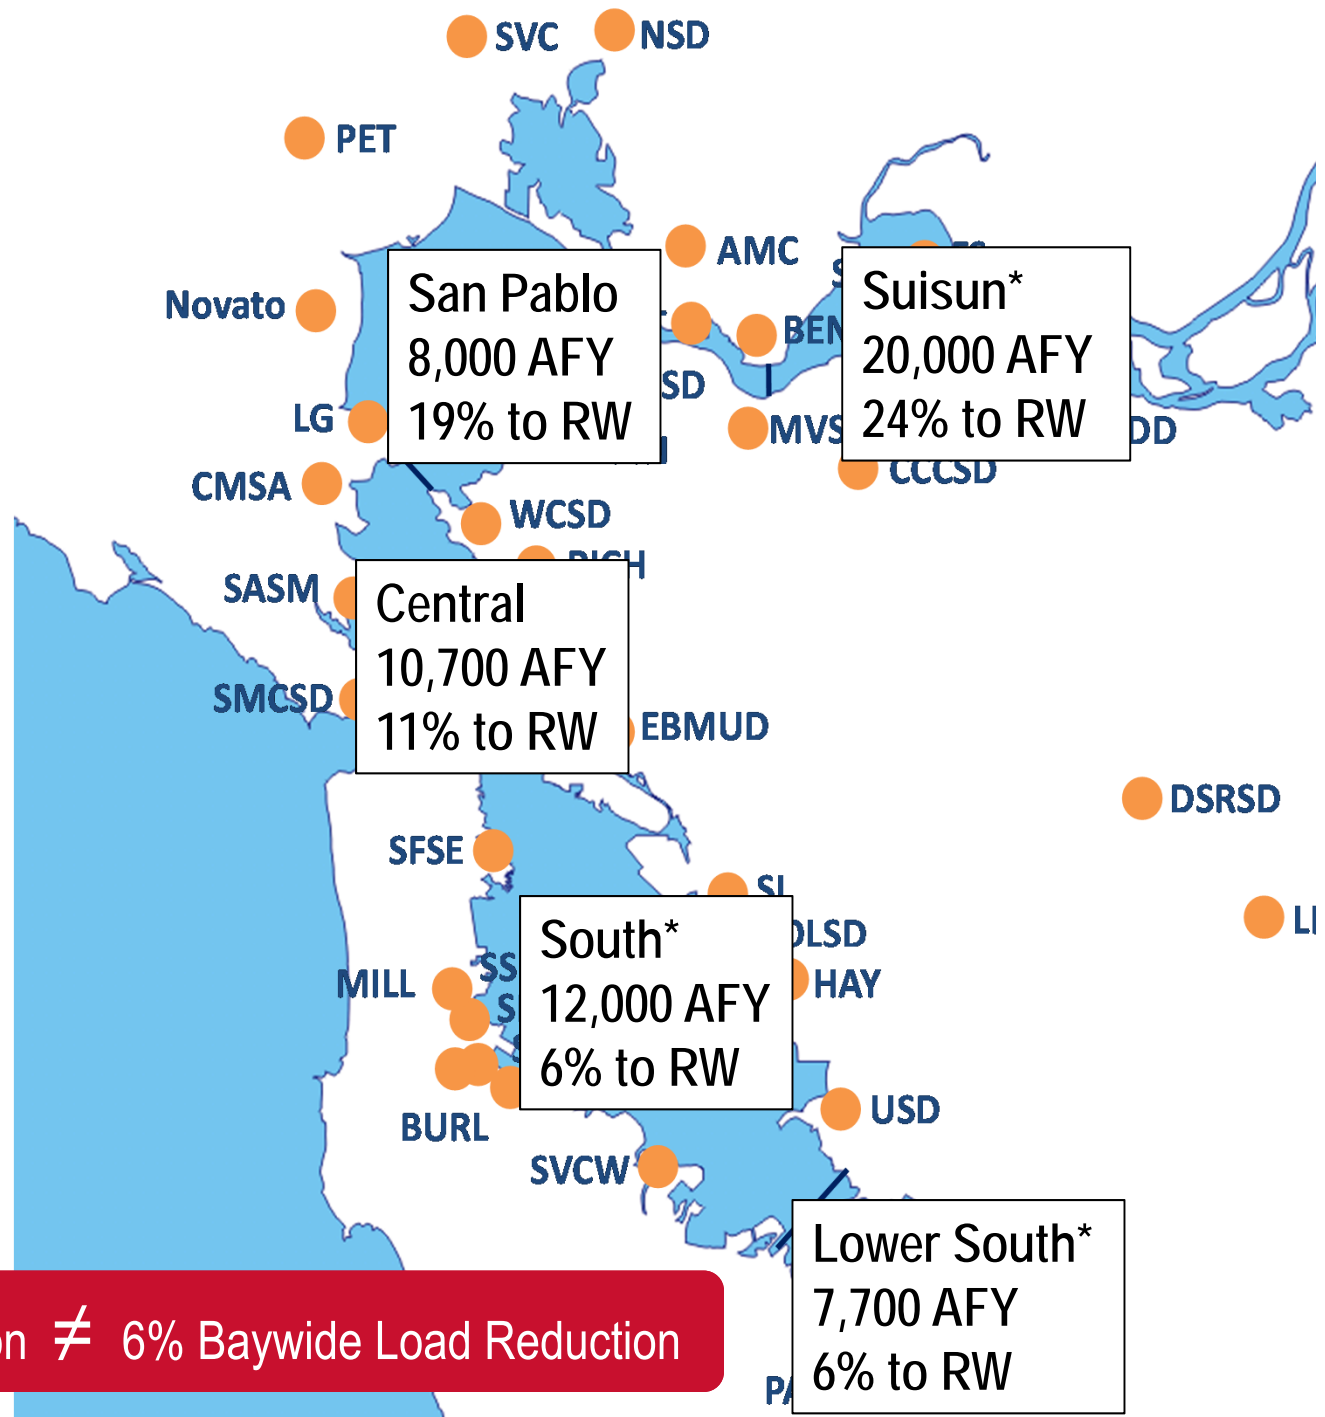 SVC
NSD
PET
AMC
Novato
San Pablo
8,000 AFY
19% to RW
Suisun*
20,000 AFY
24% to RW
LG
CMSA
CCCSD
WCSD
SASM
Central
10,700 AFY
11% to RW
SMCSD
EBMUD
DSRSD
SFSE
South*
12,000 AFY
6% to RW
MILL
HAY
BURL
USD
SVCW
Lower South*
7,700 AFY
6% to RW
≠ 6% Baywide Load Reduction